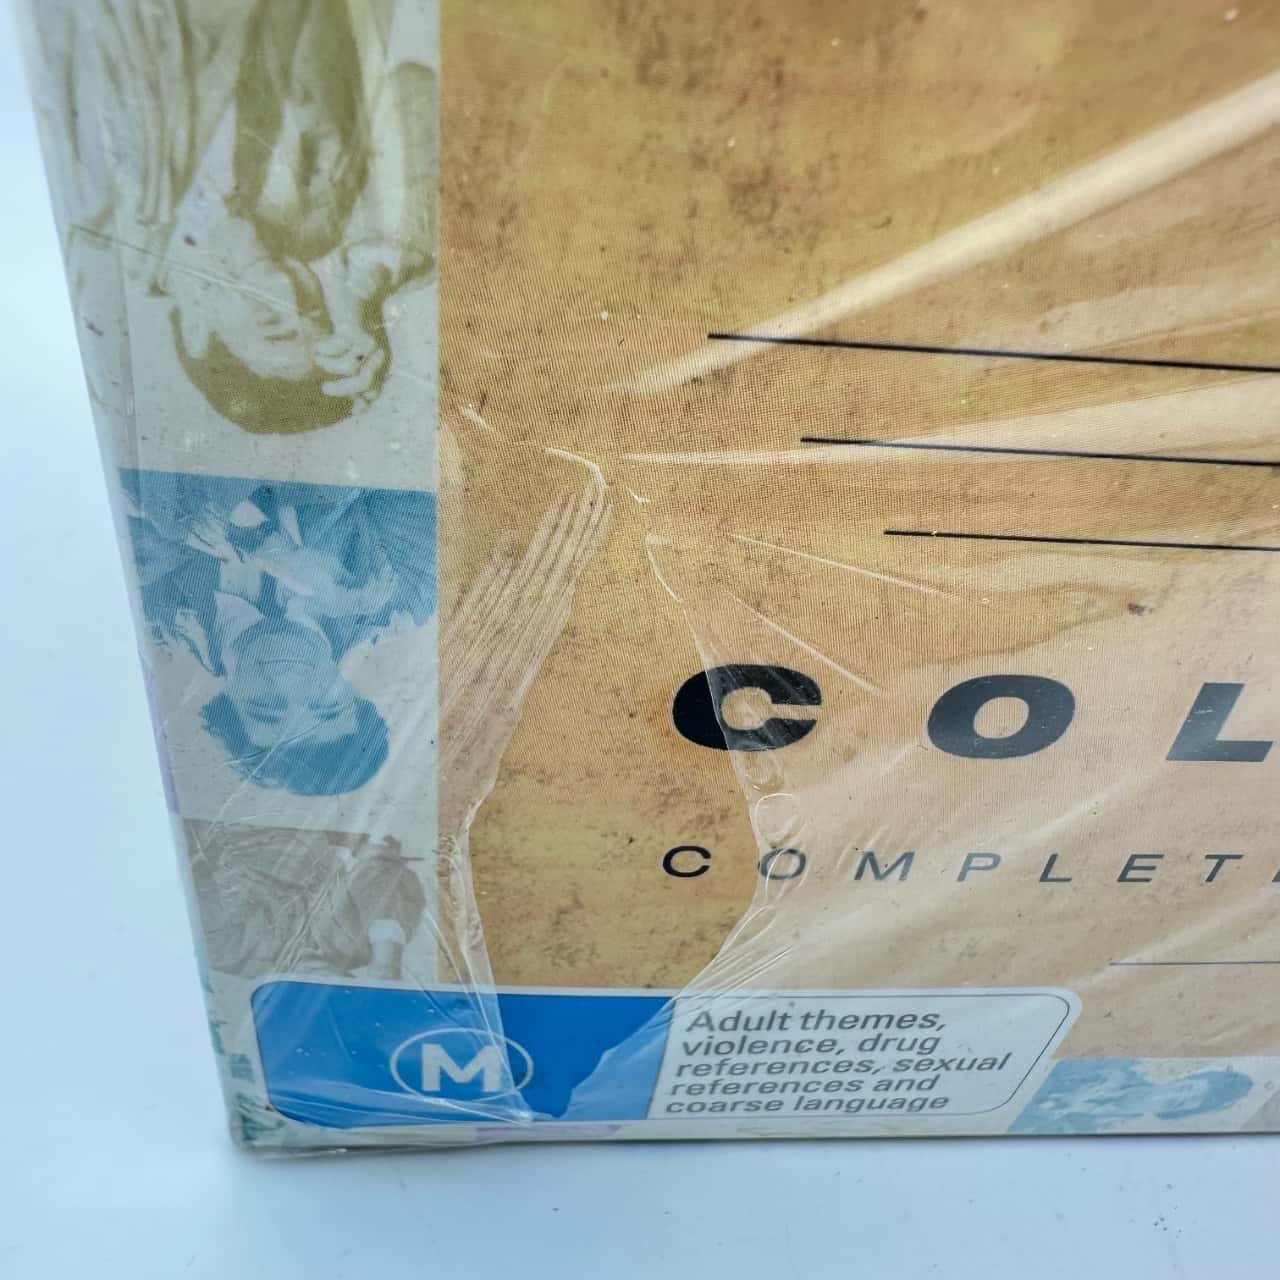 COL
COMPLET
M
Adult themes,
violence, drug
references, sexual
references and
coarse language